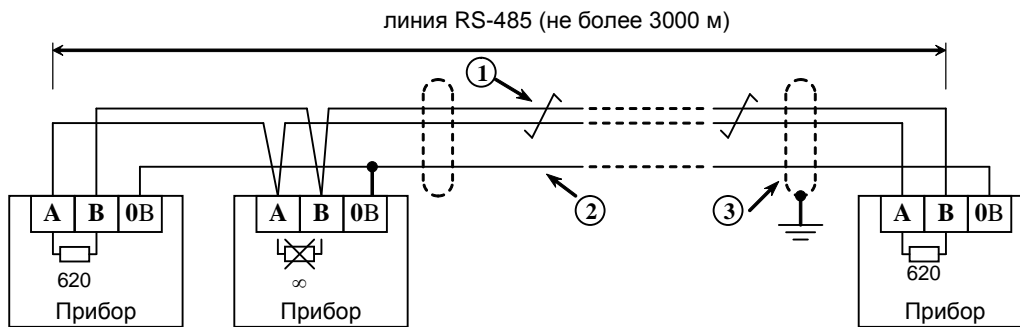 линия RS-485 (не более 3000 м)
1
2
3
A B 0В
620
Прибор
A B 0В
∞
Прибор
A B 0В
620
Прибор